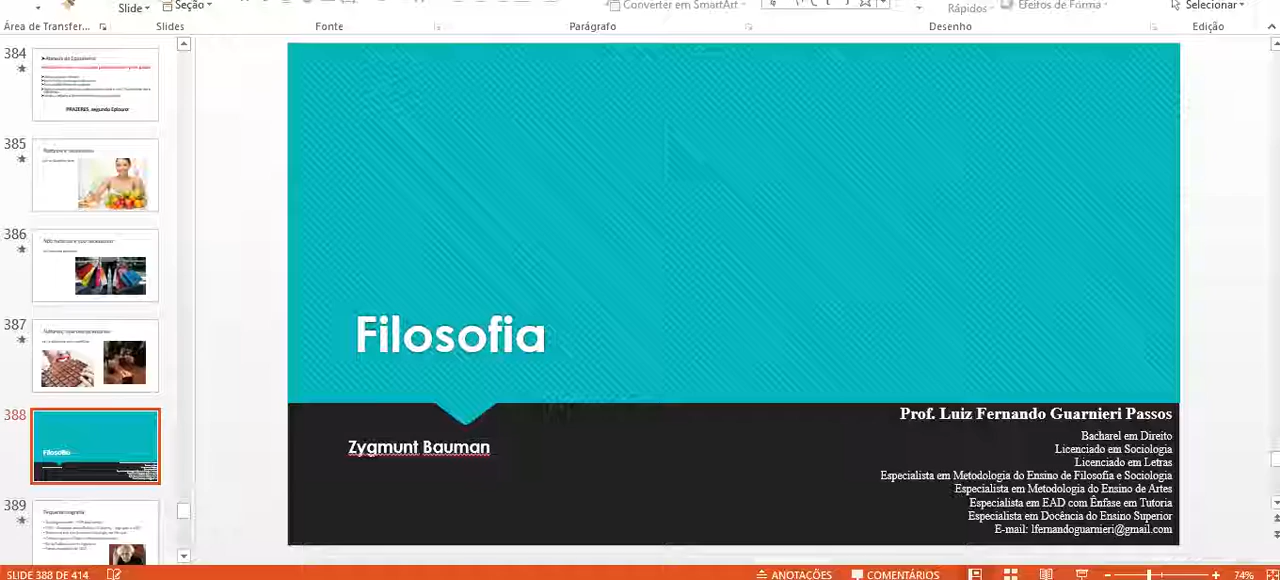 Slide
Seção
Converter em SmartArt
Rápidos
Efeitos de Forma
Selecionar
Área de Transfer...
Slides
Fonte
Parágrafo
Desenho
Edição
384
PRAZERES, segundo Epicuro
385
386
387
388
Filosofia
389
Filosofia
Zygmunt Bauman
Prof. Luiz Fernando Guarnieri Passos
Bacharel em Direito
Licenciado em Sociologia
Licenciado em Letras
Especialista em Metodologia do Ensino de Filosofia e Sociologia
Especialista em Metodologia do Ensino de Artes
Especialista em EAD com Ênfase em Tutoria
Especialista em Docência do Ensino Superior
E-mail: lfernandoguarnieri@gmail.com
SLIDE 388 DE 414
ANOTAÇÕES
COMENTÁRIOS
74%